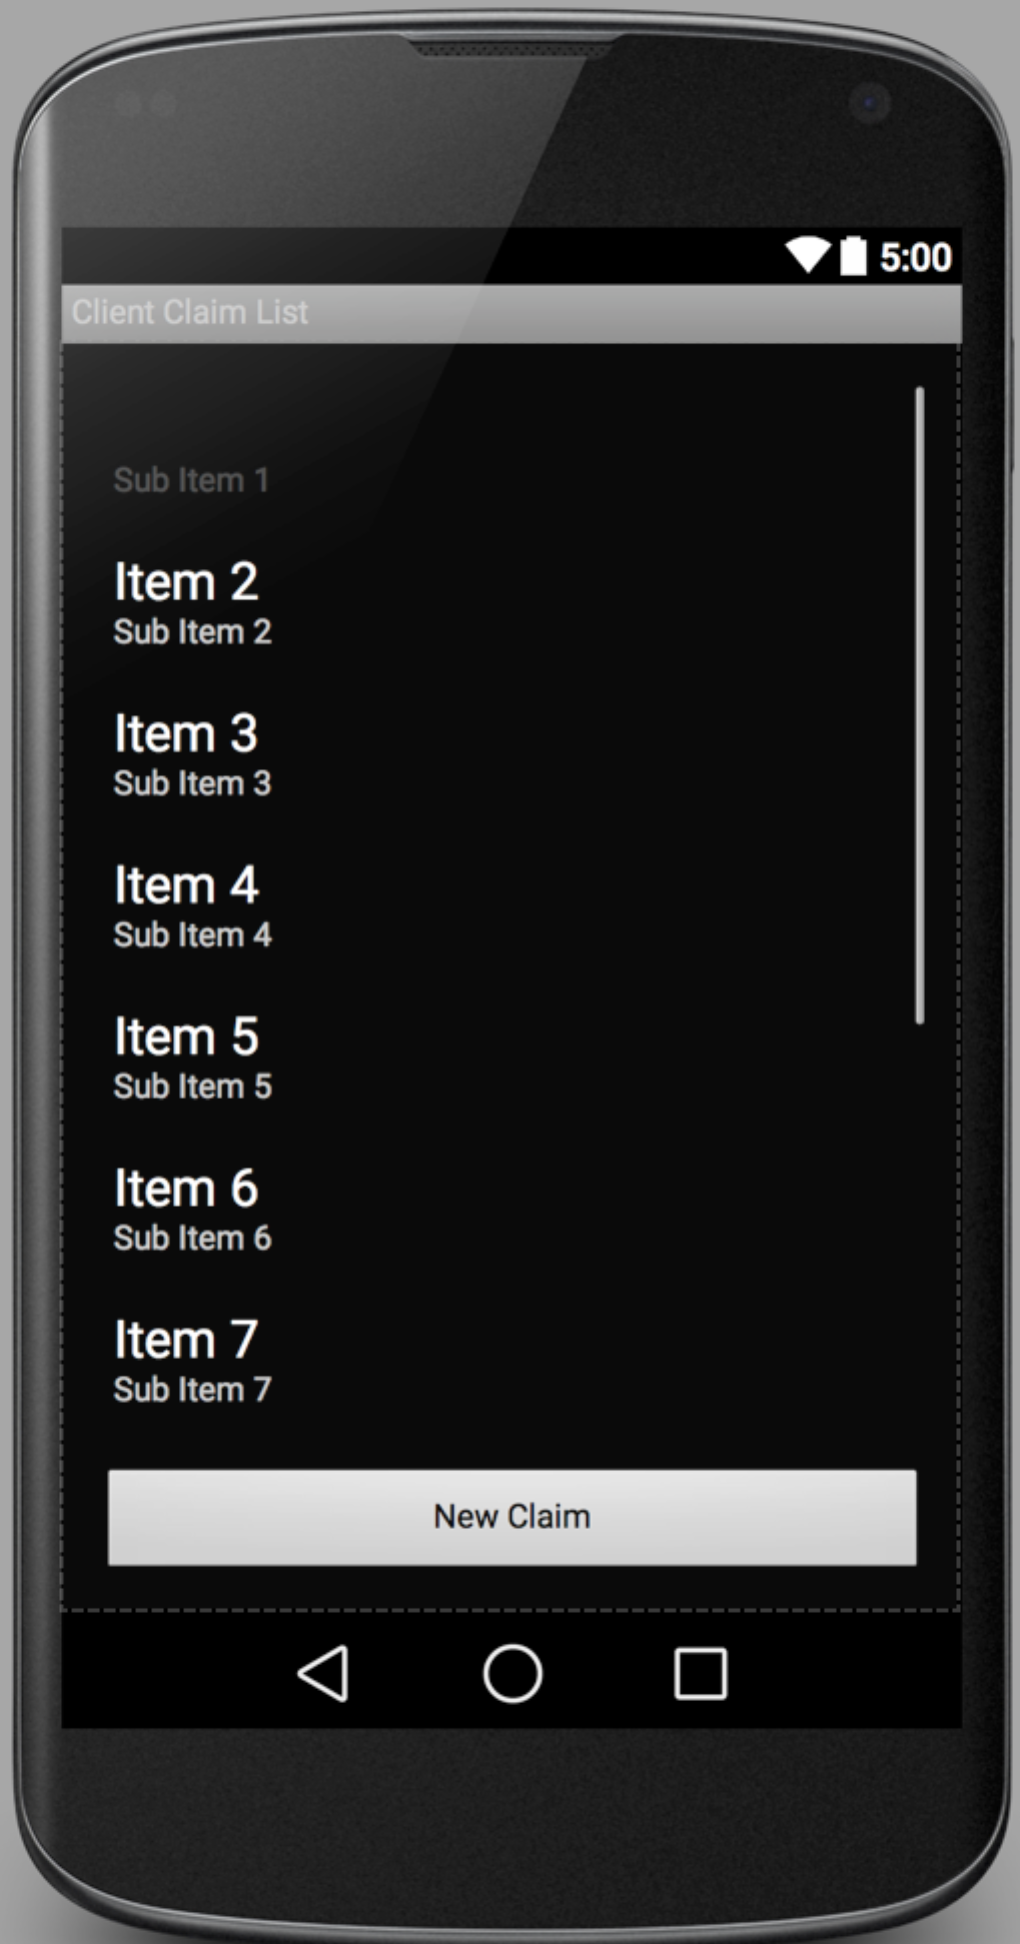 5:00
Client Claim List
Sub Item 1
Item 2
Sub Item 2
Item 3
Sub Item 3
Item 4
Sub Item 4
Item 5
Sub Item 5
Item 6
Sub Item 6
Item 7
Sub Item 7
New Claim